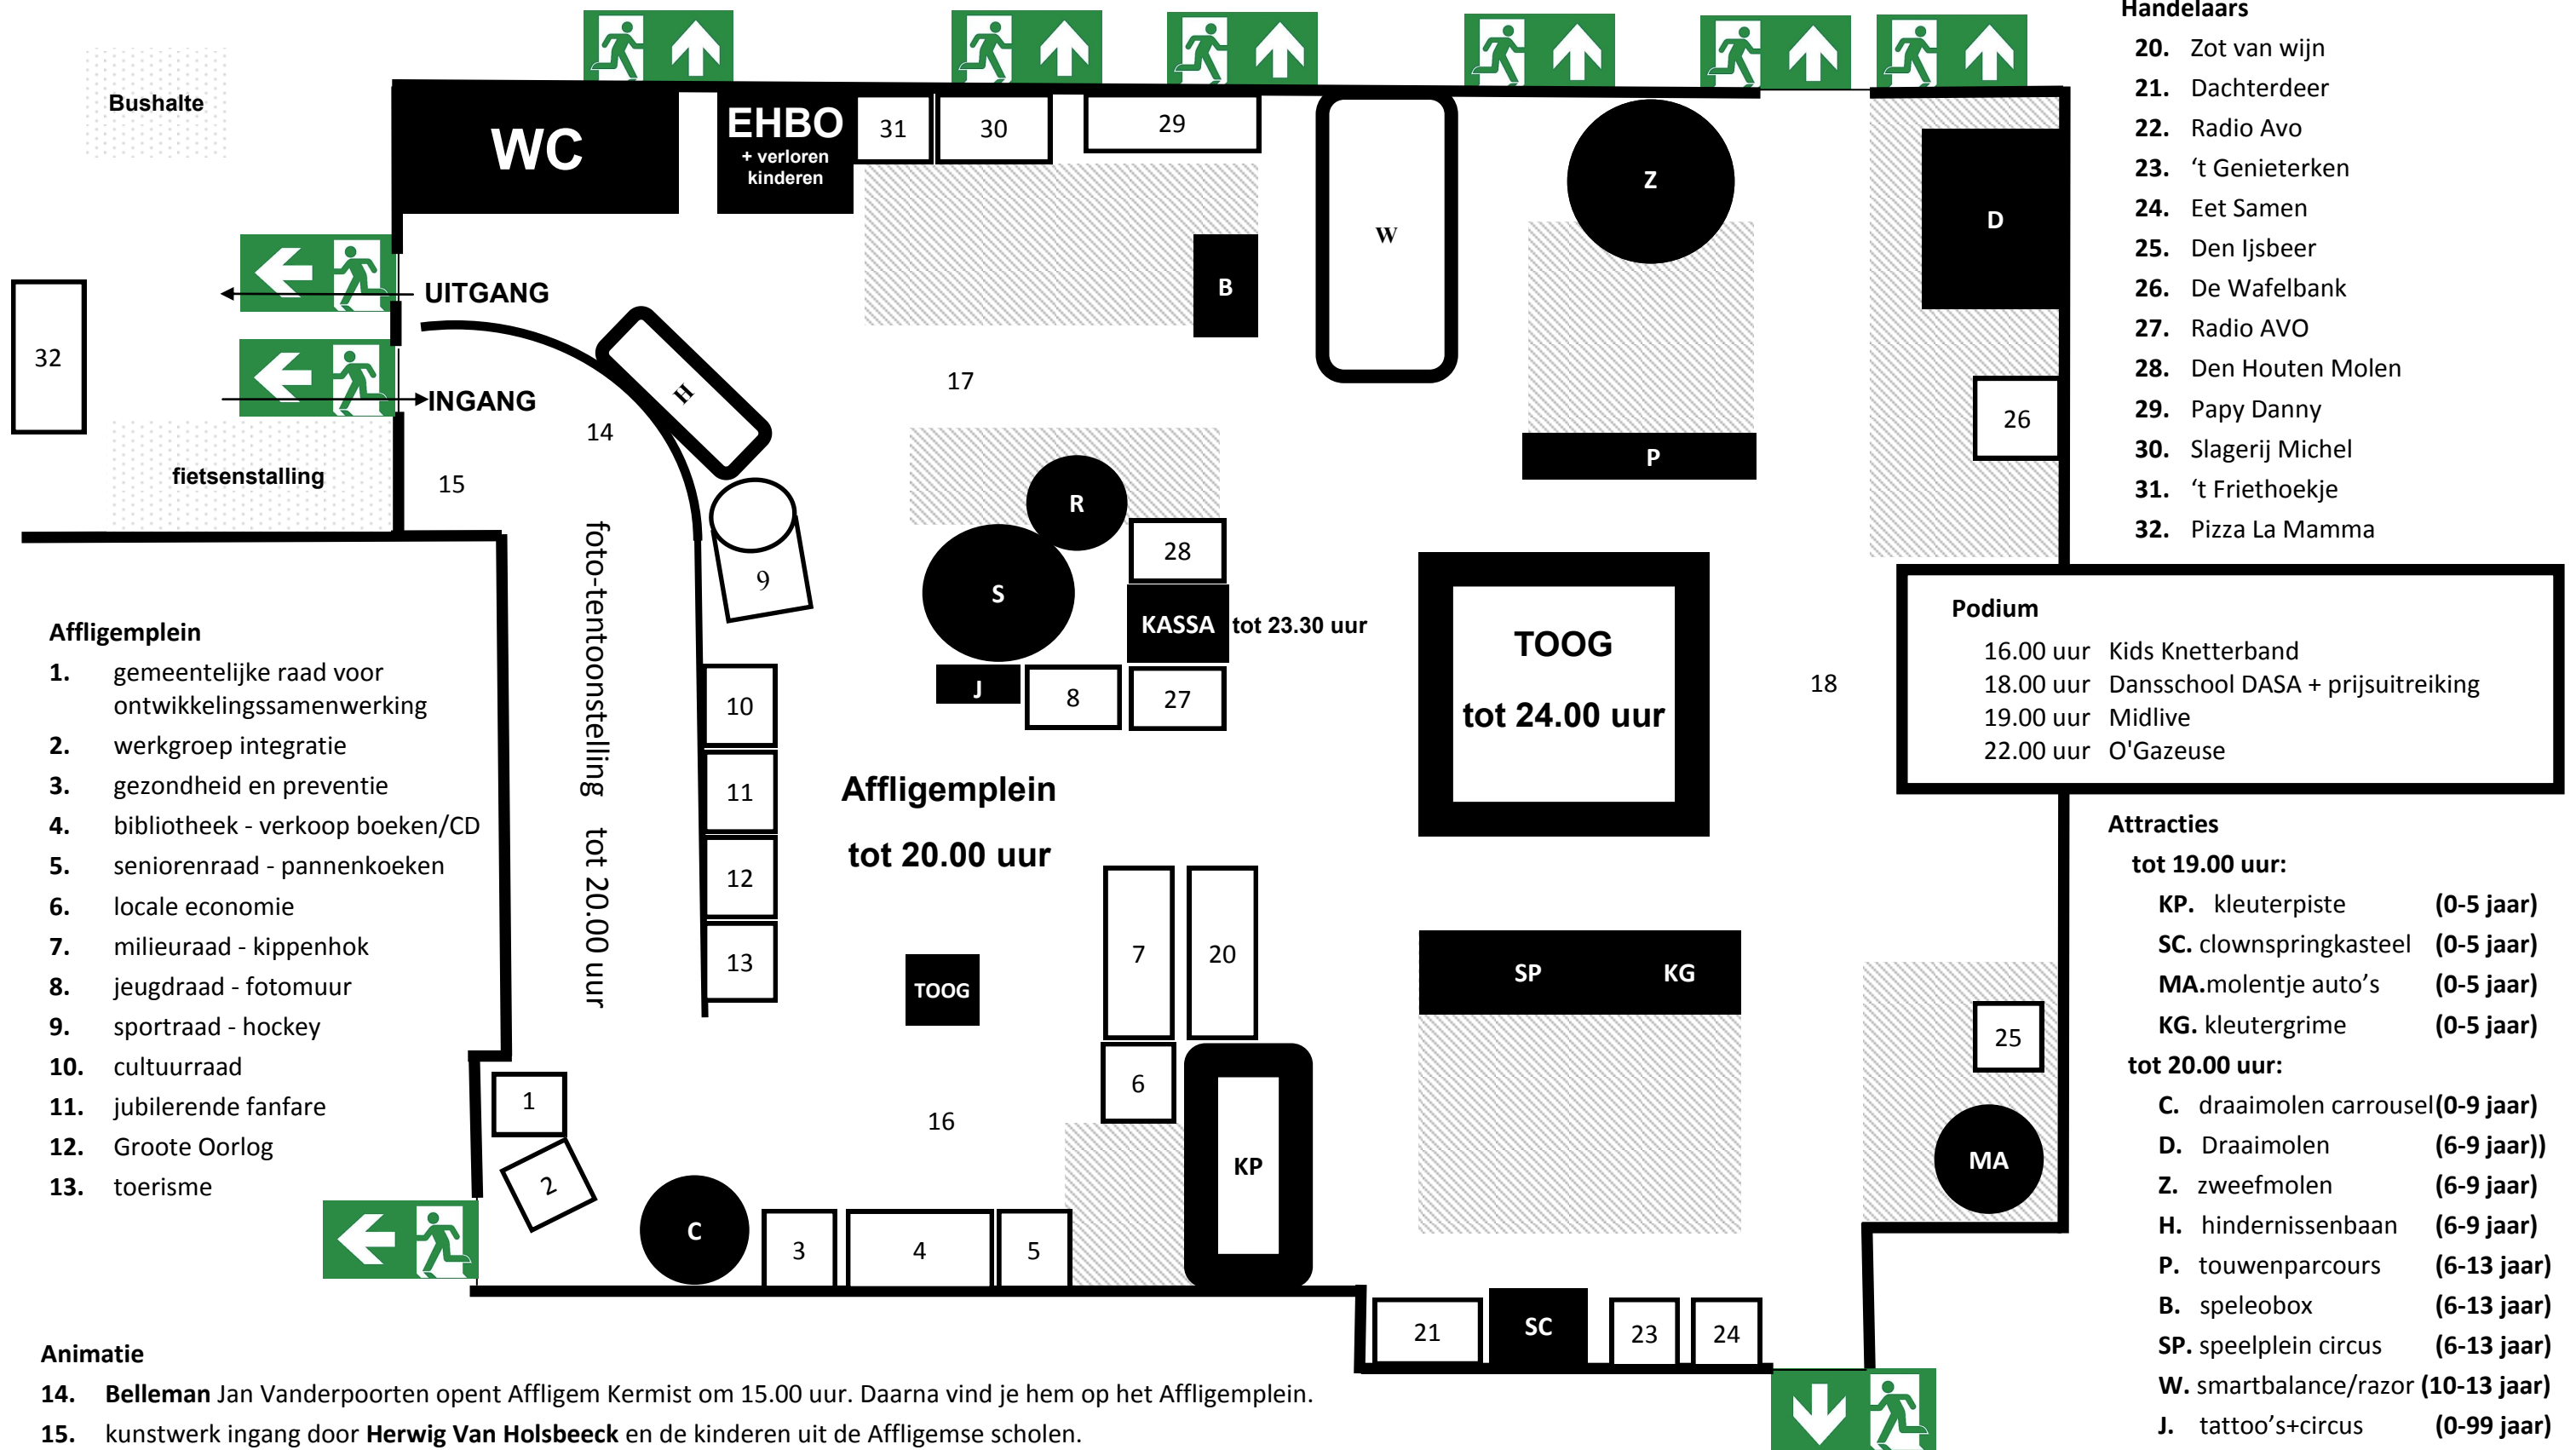 Handelaars
20. Zot van wijn
21. Dachterdeer
22. Radio Avo
23. ‘t Genieterken
24. Eet Samen
25. Den Ijsbeer
26. De Wafelbank
27. Radio AVO
28. Den Houten Molen
29. Papy Danny
30. Slagerij Michel
31. ‘t Friethoekje
32. Pizza La Mamma
Bushalte
WC
EHBO
+ verloren
kinderen
31
30
29
W
Z
D
B
UITGANG
32
INGANG
H
14
17
26
fietsenstalling
15
P
R
9
28
S
KASSA tot 23.30 uur
J
8
27
foto-tentoonstelling tot 20.00 uur
10
11
12
13
TOOG
tot 24.00 uur
18
Affligemplein
tot 20.00 uur
7
20
TOOG
SP
KG
25
6
16
KP
MA
1
2
C
3
4
5
21
SC
23
24
Podium
16.00 uur Kids Knetterband
18.00 uur Dansschool DASA + prijsuitreiking
19.00 uur Midlive
22.00 uur O'Gazeuse
Affligemplein
1. gemeentelijke raad voor
ontwikkelingssamenwerking
2. werkgroep integratie
3. gezondheid en preventie
4. bibliotheek - verkoop boeken/CD
5. seniorenraad - pannenkoeken
6. locale economie
7. milieuraad - kippenhok
8. jeugdraad - fotomuur
9. sportraad - hockey
10. cultuurraad
11. jubilerende fanfare
12. Groote Oorlog
13. toerisme
Attracties
tot 19.00 uur:
KP. kleuterpiste (0-5 jaar)
SC. clownspringkasteel (0-5 jaar)
MA.molentje auto’s (0-5 jaar)
KG. kleutergrime (0-5 jaar)
tot 20.00 uur:
C. draaimolen carrousel(0-9 jaar)
D. Draaimolen (6-9 jaar))
Z. zweefmolen (6-9 jaar)
H. hindernissenbaan (6-9 jaar)
P. touwenparcours (6-13 jaar)
B. speleobox (6-13 jaar)
SP. speelplein circus (6-13 jaar)
W. smartbalance/razor (10-13 jaar)
J. tattoo’s+circus (0-99 jaar)
Animatie
14. Belleman Jan Vanderpoorten opent Affligem Kermist om 15.00 uur. Daarna vind je hem op het Affligemplein.
15. kunstwerk ingang door Herwig Van Holsbeeck en de kinderen uit de Affligemse scholen.